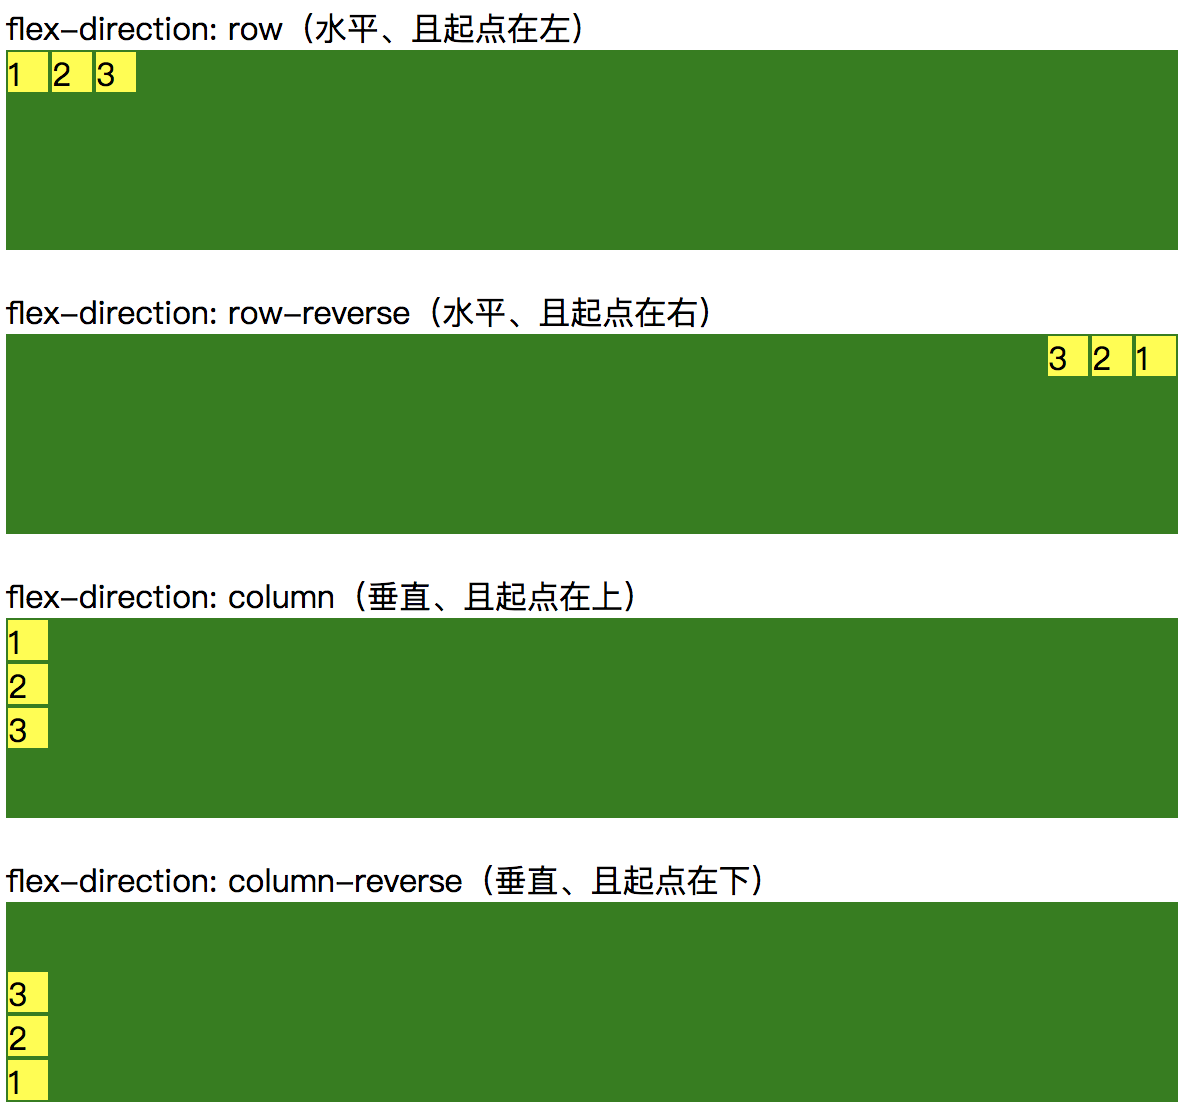 flex-direction: row（水平、且起点在左）
1 2 3
flex-direction: row-reverse（水平、且起点在右）
3 2 1
flex-direction: column（垂直、且起点在上）
1
2
3
flex-direction: column-reverse（垂直、且起点在下）
3
2
1